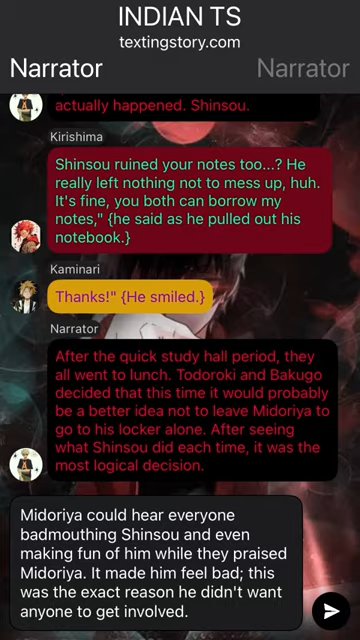 INDIAN TS
textingstory.com
Narrator
Narrator
actually happened. Shinsou.
Kirishima
Shinsou ruined your notes too...? He
really left nothing not to mess up, huh.
It's fine, you both can borrow my
notes," {he said as he pulled out his
notebook.}
Kaminari
Thanks!" {He smiled.}
Narrator
After the quick study hall period, they
all went to lunch. Todoroki and Bakugo
decided that this time it would probably
be a better idea not to leave Midoriya to
go to his locker alone. After seeing
what Shinsou did each time, it was the
most logical decision.
Midoriya could hear everyone
badmouthing Shinsou and even
making fun of him while they praised
Midoriya. It made him feel bad; this
was the exact reason he didn't want
anyone to get involved.